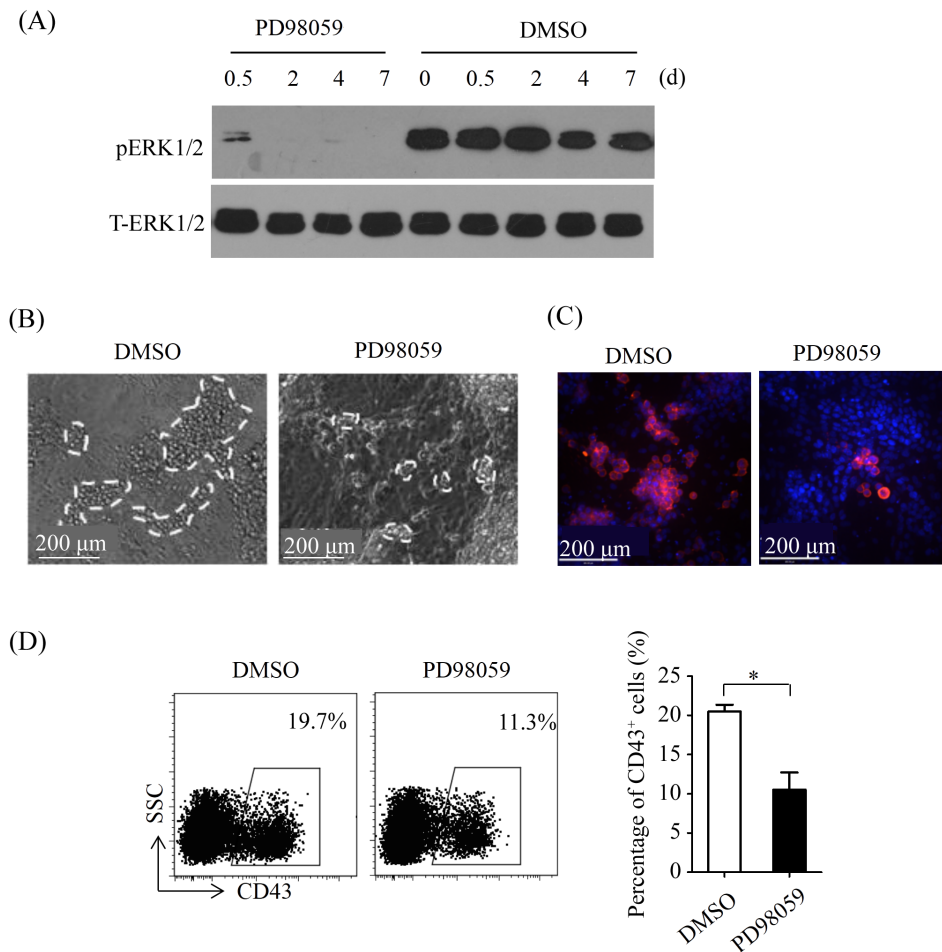 (A)
PD98059 DMSO
0.5 2 4 7 0 0.5 2 4 7 (d)
pERK1/2
T-ERK1/2
(B)
DMSO PD98059
200 μm 200 μm
(C)
DMSO PD98059
200 μm 200 μm
(D)
DMSO PD98059
19.7% 11.3%
SSC
CD43
Percentage of CD43⁺ cells (%)
25
20
15
10
5
0
*
DMSO PD98059